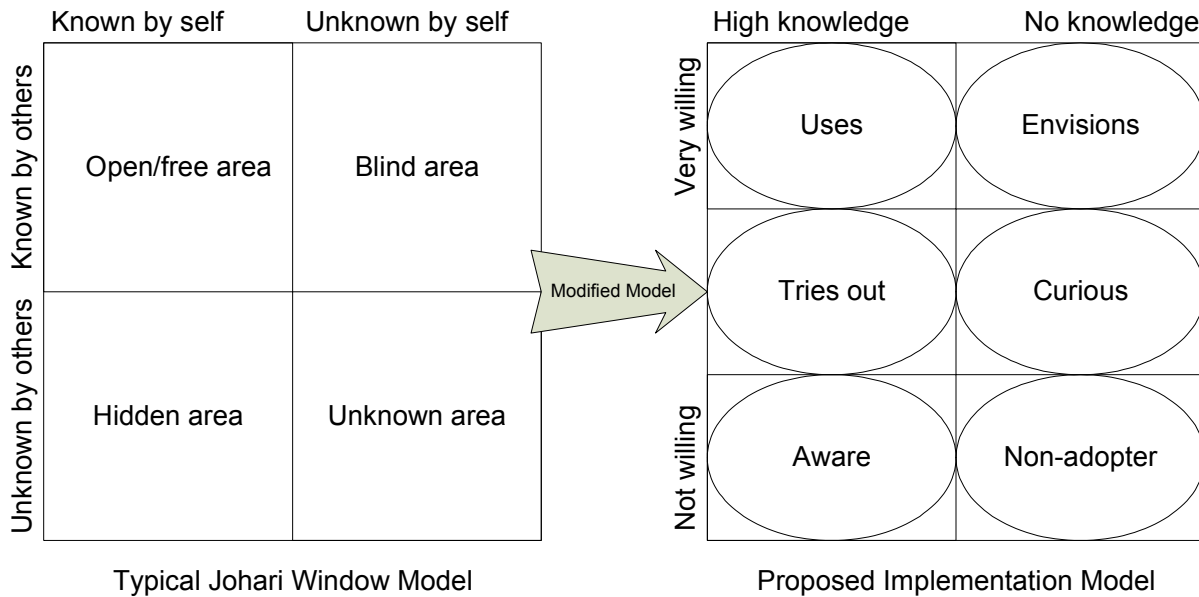 Known by self
Unknown by self
High knowledge
No knowledge
Known by others
Unknown by others
Open/free area
Blind area
Hidden area
Unknown area
Modified Model
Very willing
Not willing
Uses
Envisions
Tries out
Curious
Aware
Non-adopter
Typical Johari Window Model
Proposed Implementation Model